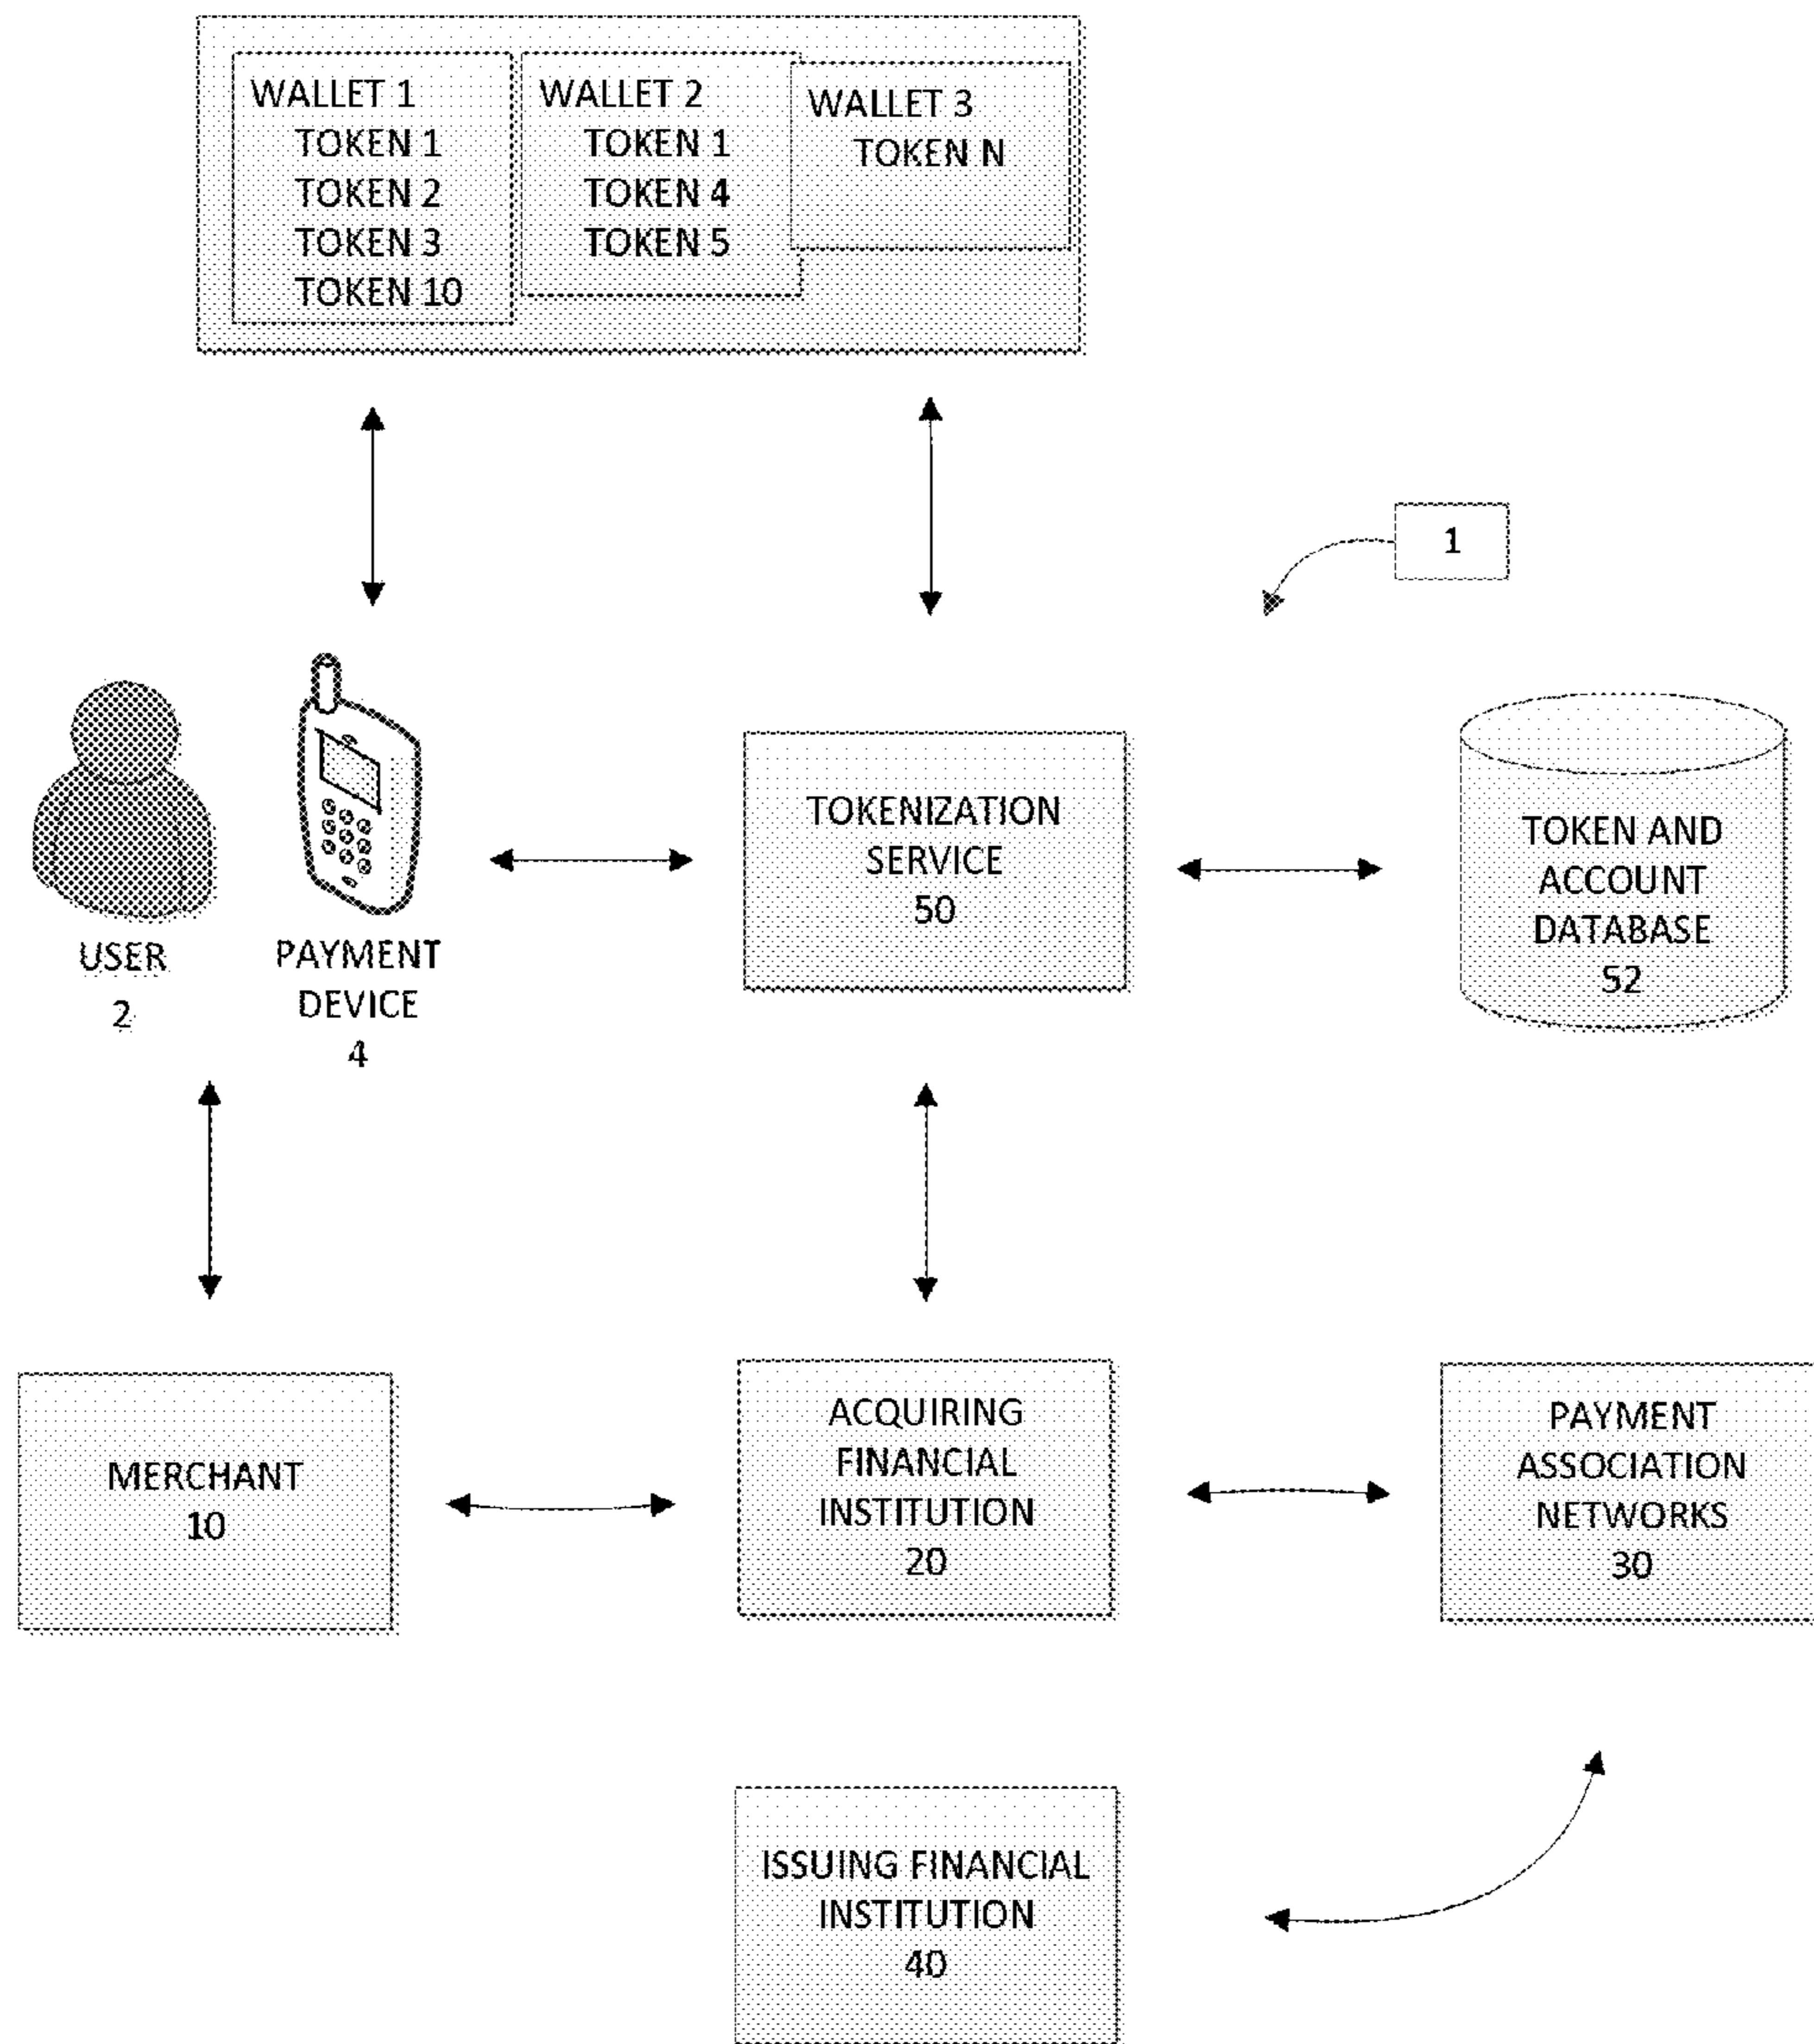 WALLET 1
TOKEN 1
TOKEN 2
TOKEN 3
TOKEN 10
WALLET 2
TOKEN 1
TOKEN 4
TOKEN 5
WALLET 3
TOKEN N
1
USER
2
PAYMENT
DEVICE
4
TOKENIZATION
SERVICE
50
TOKEN AND
ACCOUNT
DATABASE
52
MERCHANT
10
ACQUIRING
FINANCIAL
INSTITUTION
20
PAYMENT
ASSOCIATION
NETWORKS
30
ISSUING FINANCIAL
INSTITUTION
40